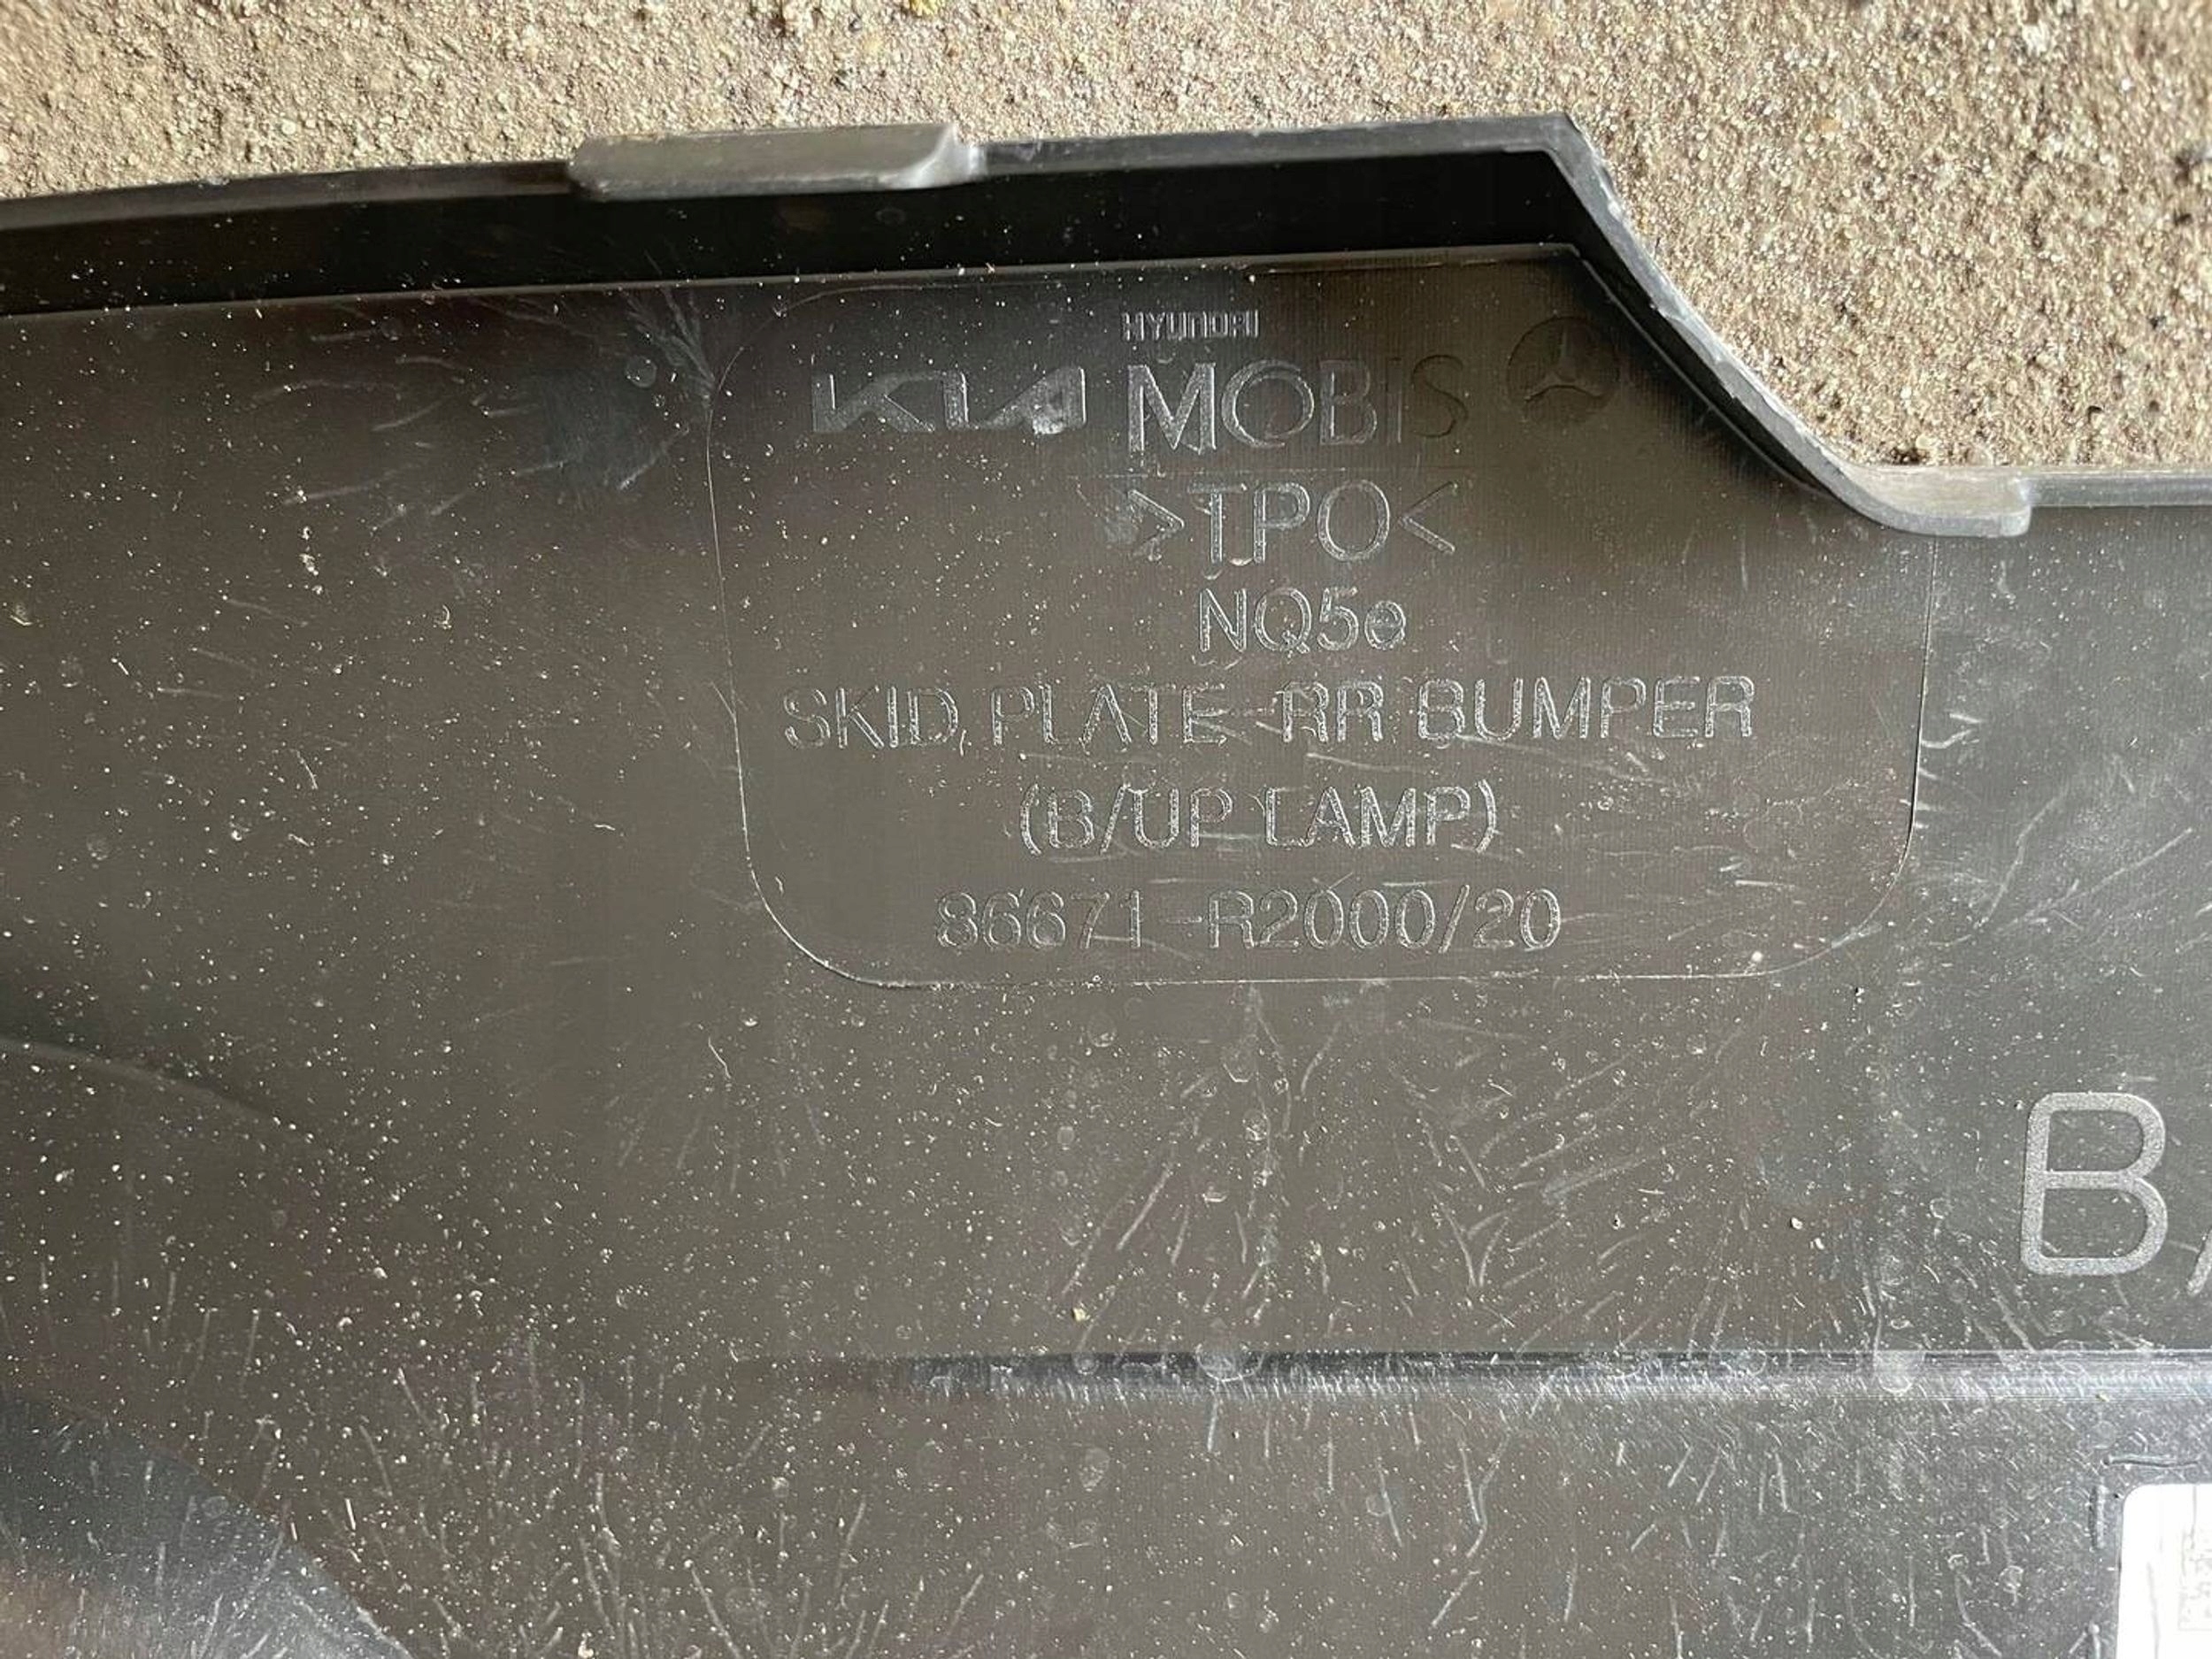 HYUNDAI
KIA MOBIS
>TPO<
NQ5e
SKID PLATE-RR BUMPER
(B/UP LAMP)
86671-R2000/20
B/